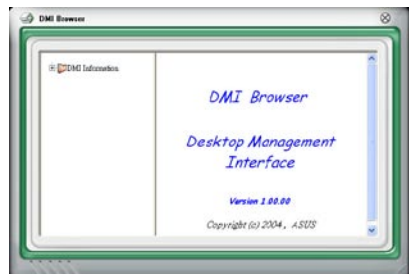 DMI Browser
DMI Information
DMI Browser
Desktop Management
Interface
Version 1.00.00
Copyright (c) 2004, ASUS